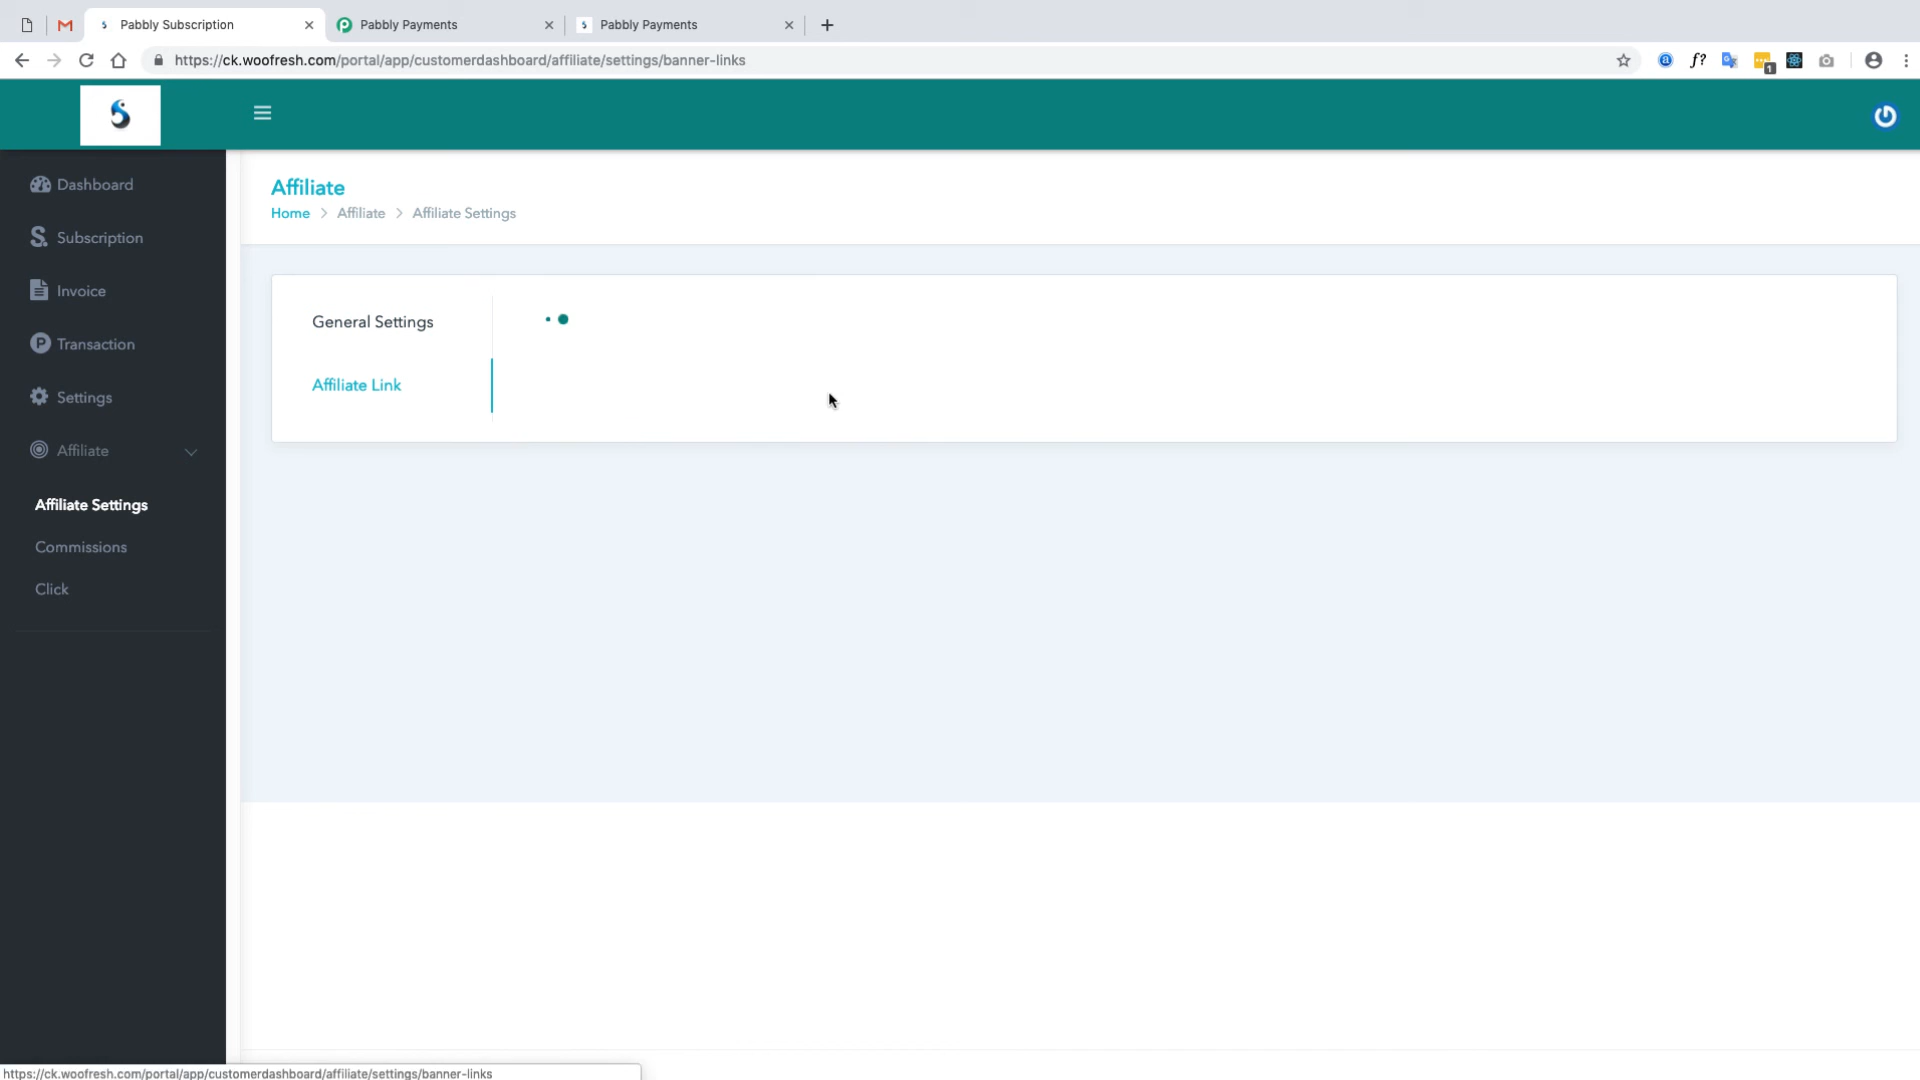 Pabbly Subscription
Pabbly Payments
Pabbly Payments
https://ck.woofresh.com/portal/app/customerdashboard/affiliate/settings/banner-links
f?
1
Dashboard
Subscription
Invoice
Transaction
Settings
Affiliate
Affiliate Settings
Commissions
Click
Affiliate
Home > Affiliate > Affiliate Settings
General Settings
Affiliate Link
https://ck.woofresh.com/portal/app/customerdashboard/affiliate/settings/banner-links